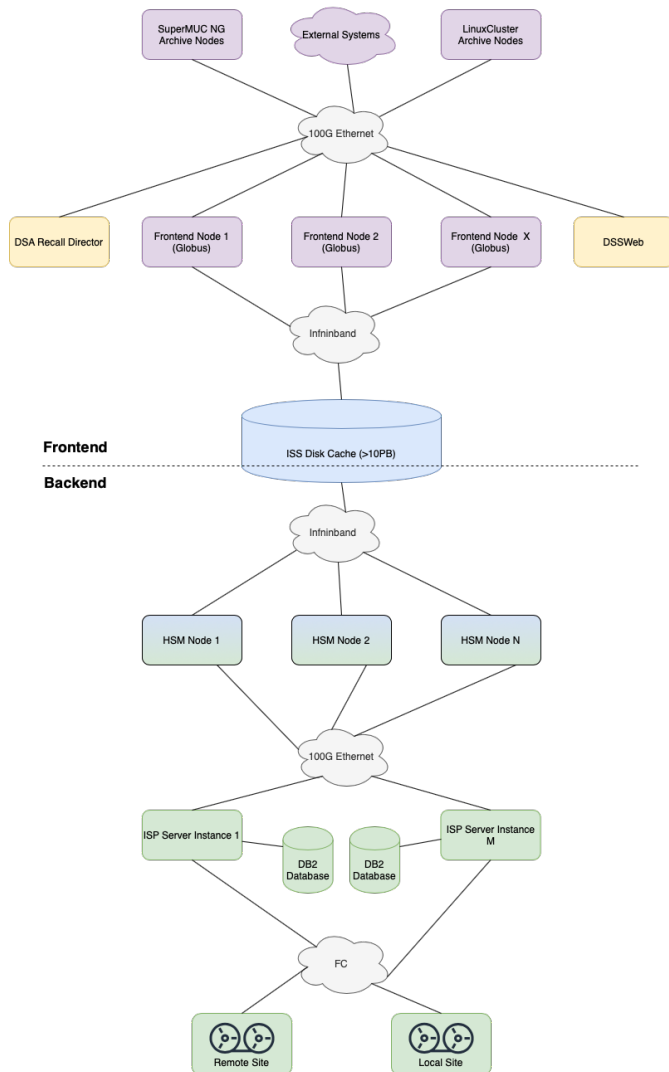 SuperMUC NG
Archive Nodes
External Systems
LinuxCluster
Archive Nodes
100G Ethernet
DSA Recall Director
Frontend Node 1
(Globus)
Frontend Node 2
(Globus)
Frontend Node X
(Globus)
DSSWeb
Infninband
ISS Disk Cache (>10PB)
Frontend
Backend
Infninband
HSM Node 1
HSM Node 2
HSM Node N
100G Ethernet
ISP Server Instance 1
ISP Server Instance
M
DB2
Database
DB2
Database
FC
Remote Site
Local Site